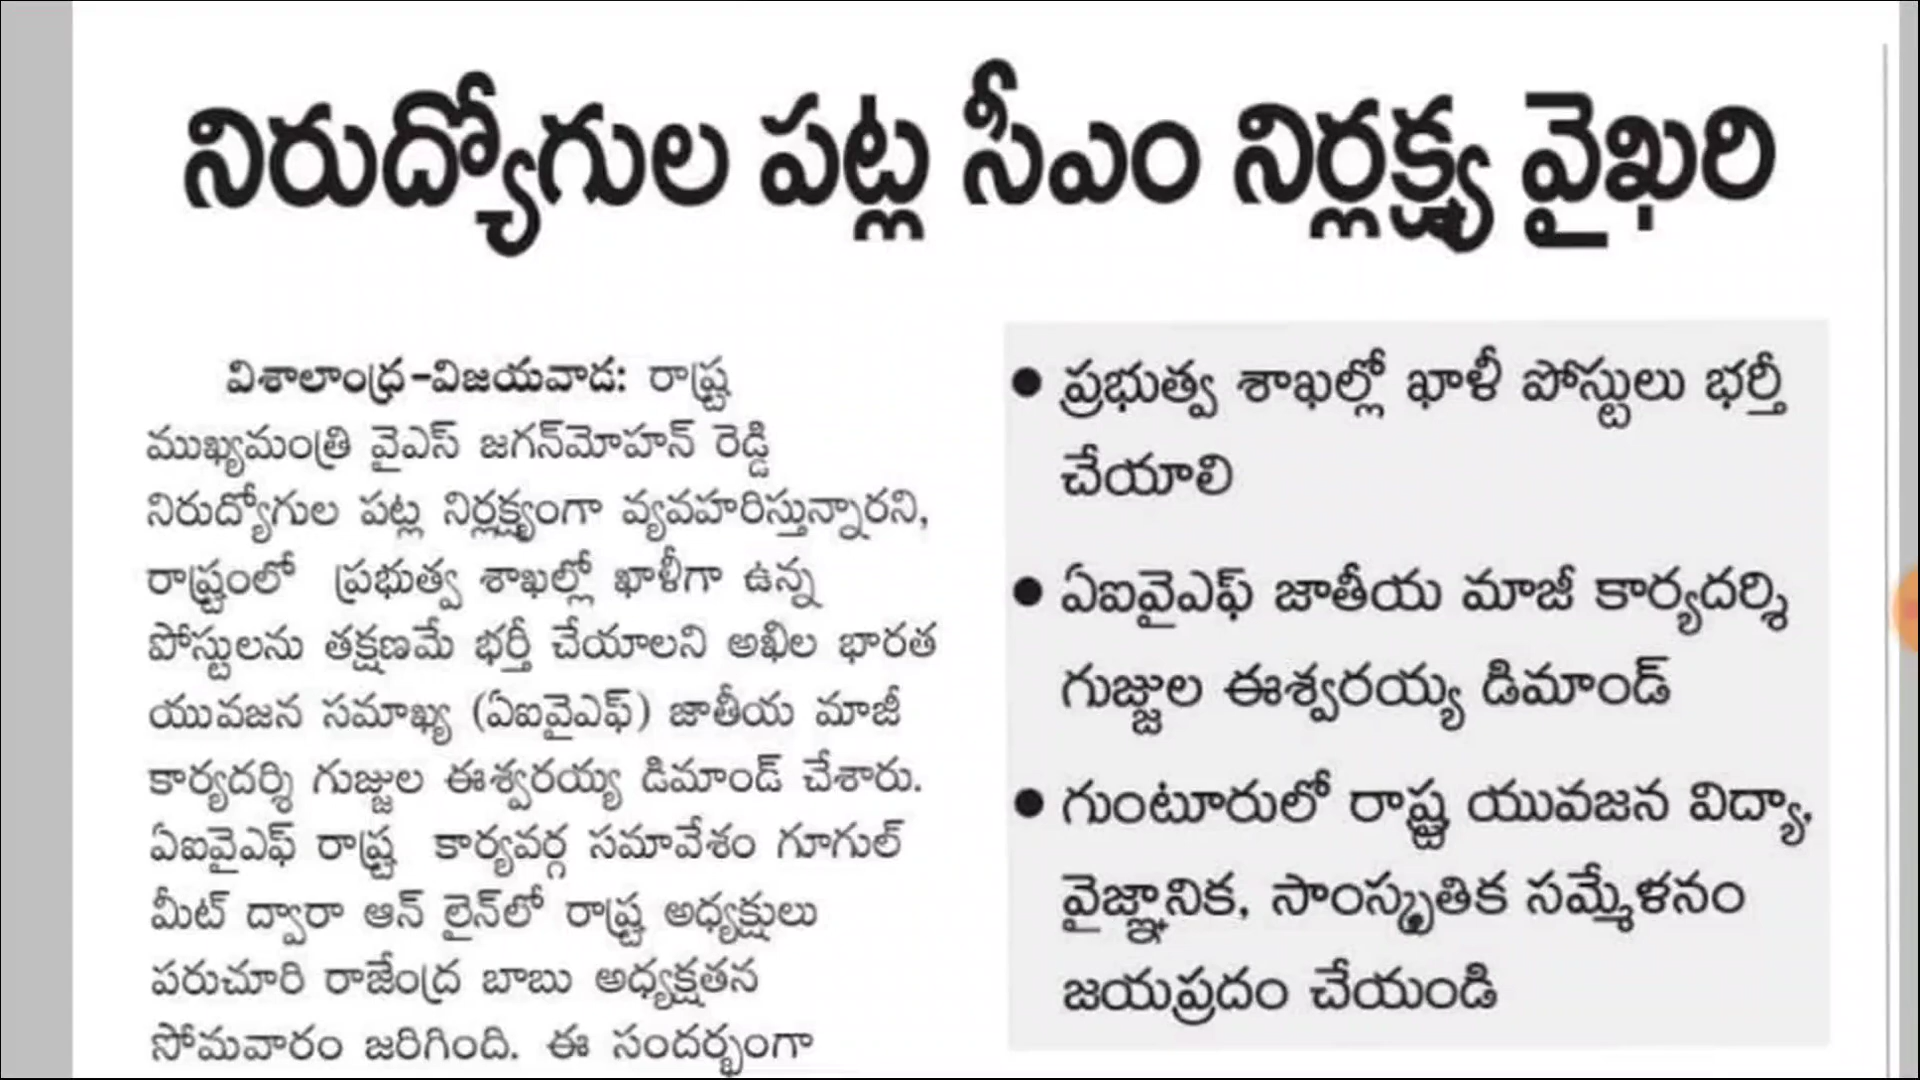 నిరుద్యోగుల పట్ల సీఎం నిర్లక్ష్య వైఖరి
విశాలాంధ్ర-విజయవాడ: రాష్ట్ర
ముఖ్యమంత్రి వైఎస్ జగన్‌మోహన్ రెడ్డి
నిరుద్యోగుల పట్ల నిర్లక్ష్యంగా వ్యవహరిస్తున్నారని,
రాష్ట్రంలో ప్రభుత్వ శాఖల్లో ఖాళీగా ఉన్న
పోస్టులను తక్షణమే భర్తీ చేయాలని అఖిల భారత
యువజన సమాఖ్య (ఏఐవైఎఫ్) జాతీయ మాజీ
కార్యదర్శి గుజ్జుల ఈశ్వరయ్య డిమాండ్ చేశారు.
ఏఐవైఎఫ్ రాష్ట్ర కార్యవర్గ సమావేశం గూగుల్
మీట్ ద్వారా ఆన్ లైన్‌లో రాష్ట్ర అధ్యక్షులు
పరుచూరి రాజేంద్ర బాబు అధ్యక్షతన
సోమవారం జరిగింది. ఈ సందర్భంగా
● ప్రభుత్వ శాఖల్లో ఖాళీ పోస్టులు భర్తీ
చేయాలి
● ఏఐవైఎఫ్ జాతీయ మాజీ కార్యదర్శి
గుజ్జుల ఈశ్వరయ్య డిమాండ్
● గుంటూరులో రాష్ట్ర యువజన విద్యా,
వైజ్ఞానిక, సాంస్కృతిక సమ్మేళనం
జయప్రదం చేయండి